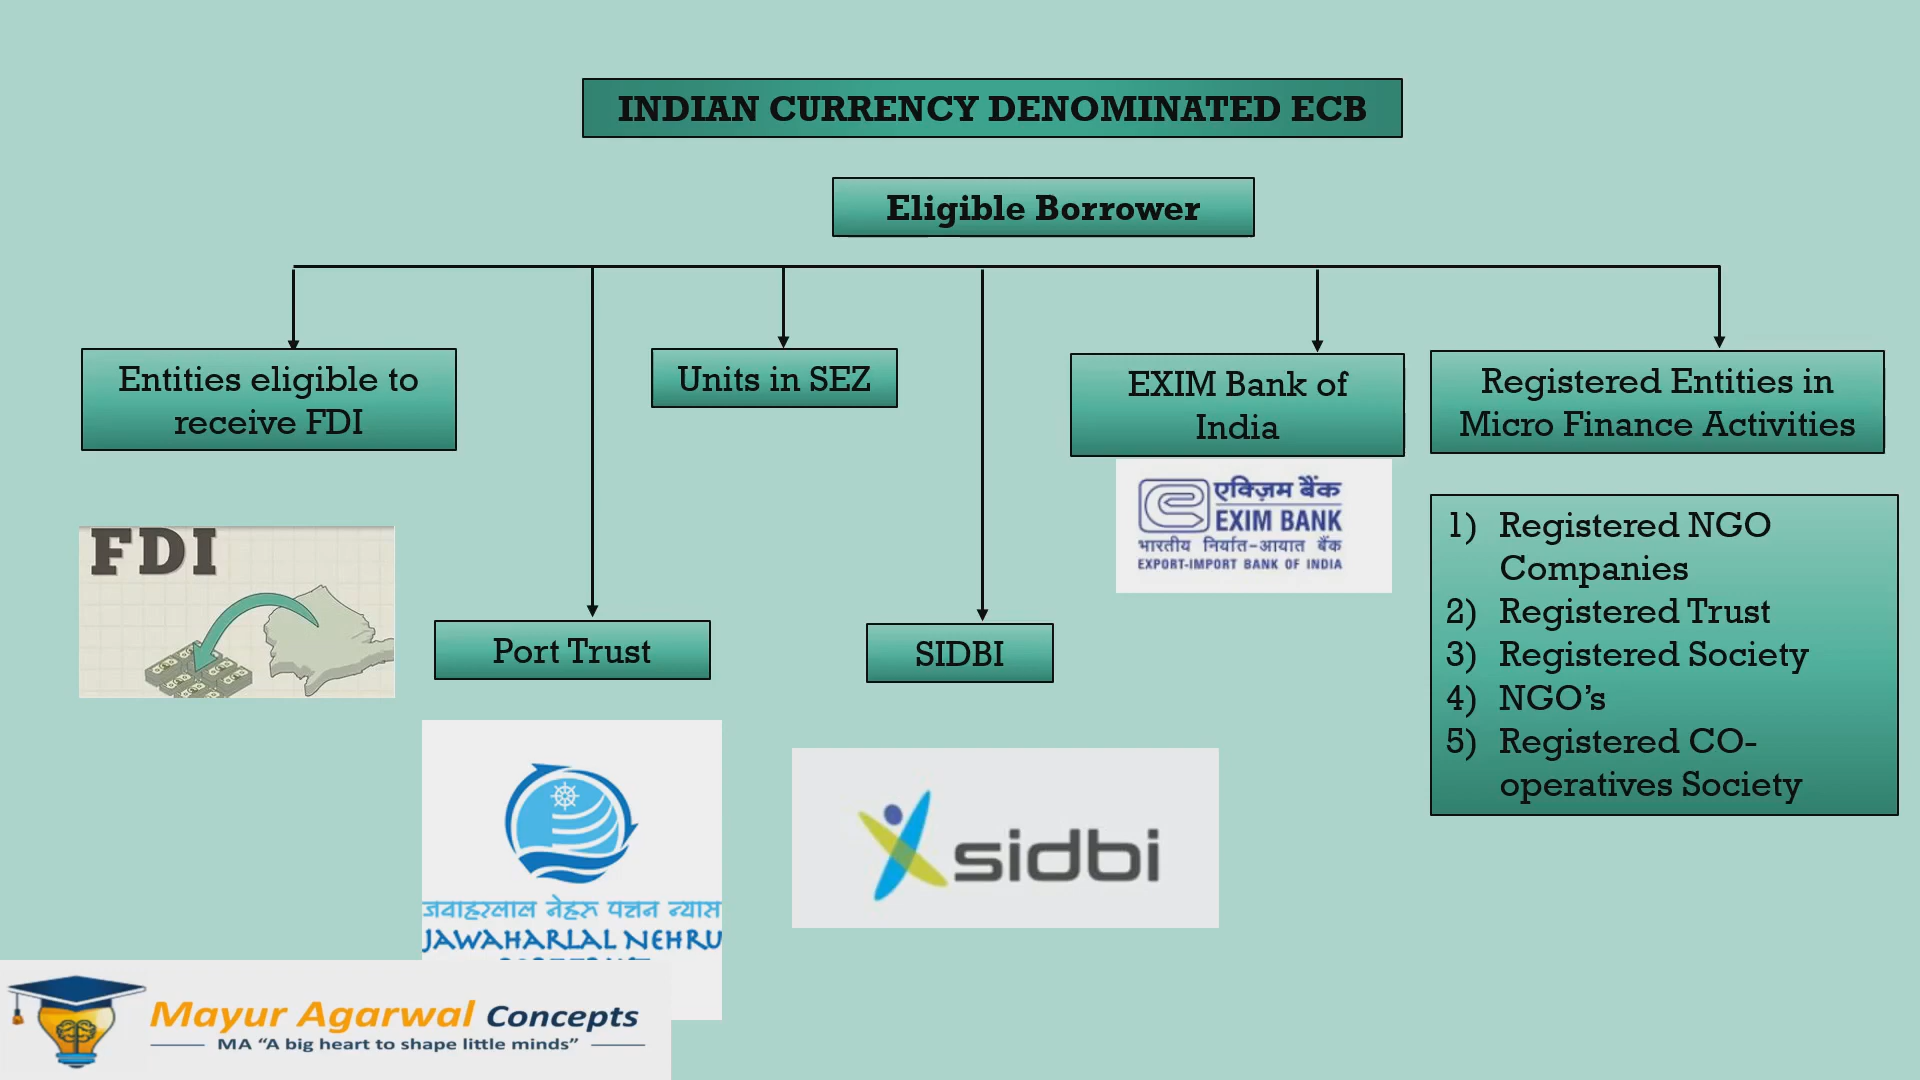 INDIAN CURRENCY DENOMINATED ECB
Eligible Borrower
Entities eligible to
receive FDI
Units in SEZ
EXIM Bank of
India
Registered Entities in
Micro Finance Activities
एक्ज़िम बैंक
EXIM BANK
भारतीय निर्यात-आयात बैंक
EXPORT-IMPORT BANK OF INDIA
1) Registered NGO
Companies
2) Registered Trust
3) Registered Society
4) NGO’s
5) Registered CO-
operatives Society
FDI
Port Trust
SIDBI
जवाहरलाल नेहरू पत्तन न्यास
JAWAHARLAL NEHRU
sidbi
Mayur Agarwal Concepts
MA “A big heart to shape little minds”